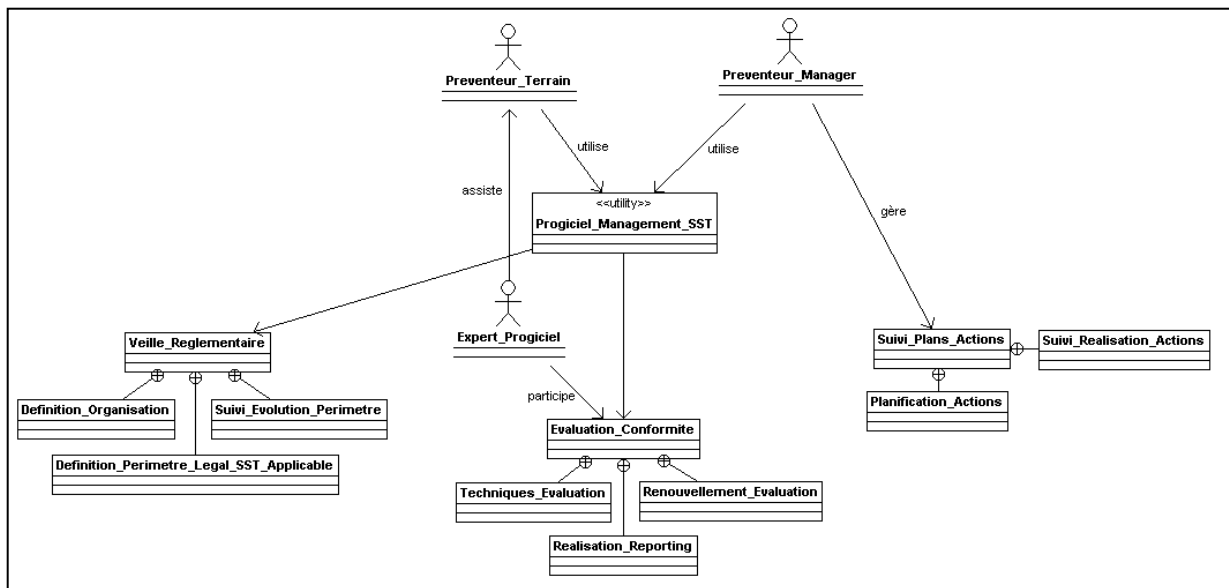 Preventeur_Terrain
Preventeur_Manager
utilise
utilise
assiste
<<utility>>
Progiciel_Management_SST
gère
Expert_Progiciel
Veille_Reglementaire
Suivi_Plans_Actions
Suivi_Realisation_Actions
participe
Definition_Organisation
Suivi_Evolution_Perimetre
Planification_Actions
Evaluation_Conformite
Definition_Perimetre_Legal_SST_Applicable
Techniques_Evaluation
Renouvellement_Evaluation
Realisation_Reporting